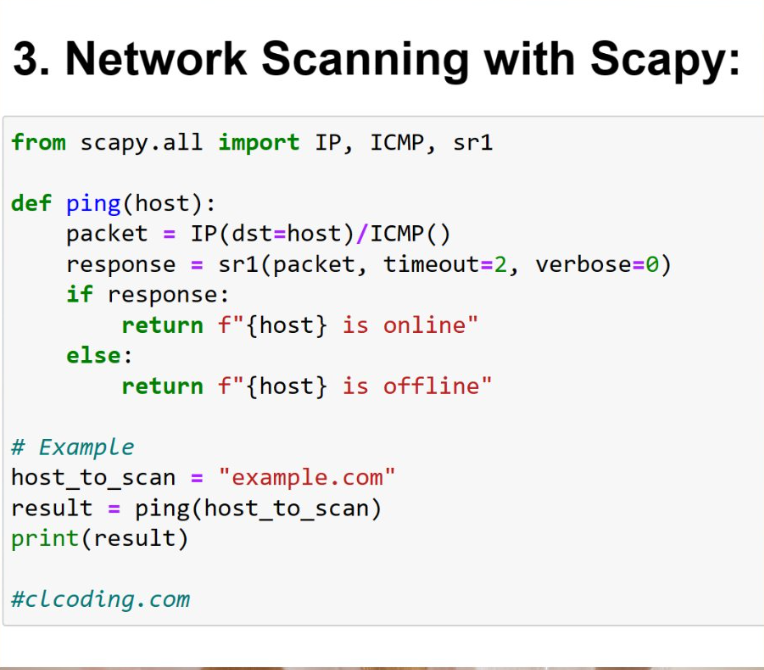 3. Network Scanning with Scapy:
from scapy.all import IP, ICMP, sr1
def ping(host):
    packet = IP(dst=host)/ICMP()
    response = sr1(packet, timeout=2, verbose=0)
    if response:
        return f"{host} is online"
    else:
        return f"{host} is offline"
# Example
host_to_scan = "example.com"
result = ping(host_to_scan)
print(result)
#clcoding.com